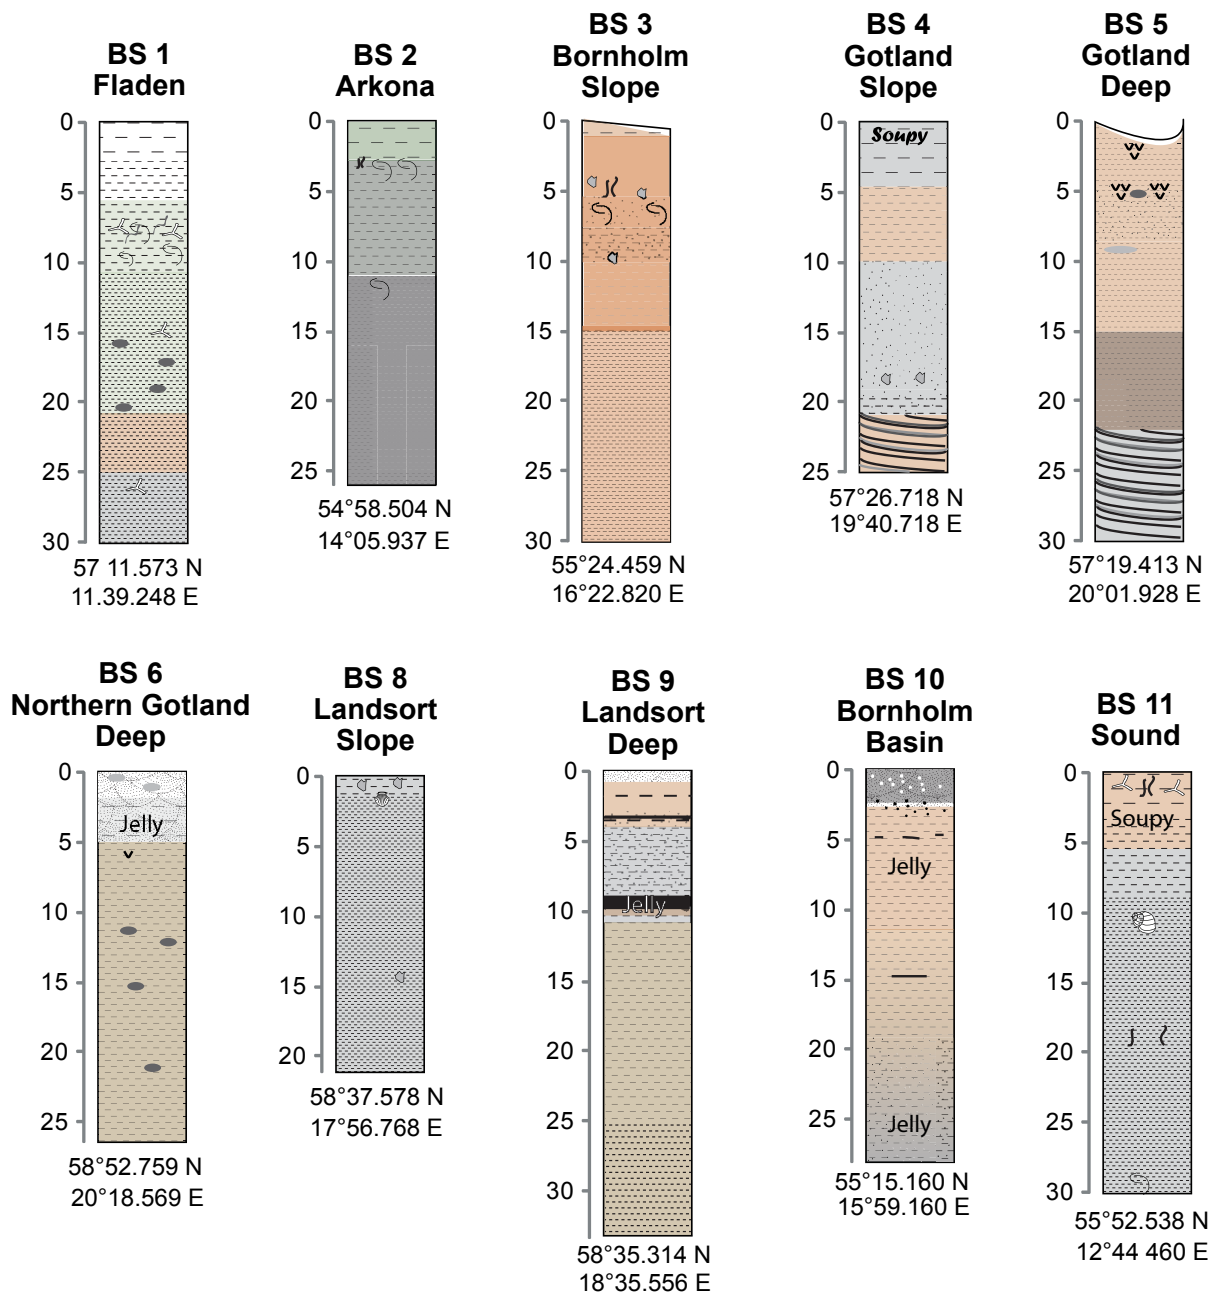 BS 1
Fladen
0
5
10
15
20
25
30
57 11.573 N
11.39.248 E
BS 2
Arkona
0
5
10
15
20
25
54°58.504 N
14°05.937 E
BS 3
Bornholm
Slope
0
5
10
15
20
25
30
55°24.459 N
16°22.820 E
BS 4
Gotland
Slope
0
Soupy
5
10
15
20
25
57°26.718 N
19°40.718 E
BS 5
Gotland
Deep
0
5
10
15
20
25
30
57°19.413 N
20°01.928 E
BS 6
Northern Gotland
Deep
0
Jelly
5
10
15
20
25
58°52.759 N
20°18.569 E
BS 8
Landsort
Slope
0
5
10
15
20
58°37.578 N
17°56.768 E
BS 9
Landsort
Deep
0
5
10
Jelly
15
20
25
30
58°35.314 N
18°35.556 E
BS 10
Bornholm
Basin
0
5
Jelly
10
15
20
25
Jelly
55°15.160 N
15°59.160 E
BS 11
Sound
0
Soupy
5
10
15
20
25
30
55°52.538 N
12°44 460 E